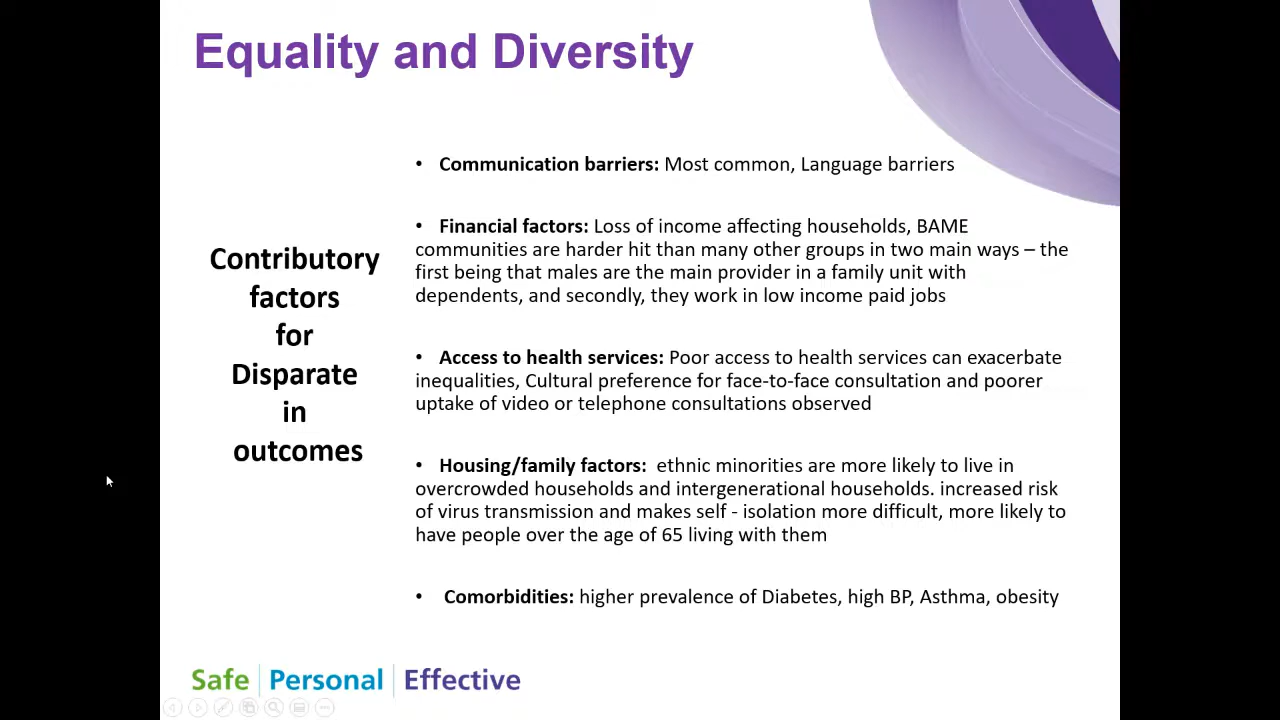 Equality and Diversity
Contributory
factors
for
Disparate
in
outcomes
• Communication barriers: Most common, Language barriers
• Financial factors: Loss of income affecting households, BAME
communities are harder hit than many other groups in two main ways – the
first being that males are the main provider in a family unit with
dependents, and secondly, they work in low income paid jobs
• Access to health services: Poor access to health services can exacerbate
inequalities, Cultural preference for face-to-face consultation and poorer
uptake of video or telephone consultations observed
• Housing/family factors:  ethnic minorities are more likely to live in
overcrowded households and intergenerational households. increased risk
of virus transmission and makes self - isolation more difficult, more likely to
have people over the age of 65 living with them
• Comorbidities: higher prevalence of Diabetes, high BP, Asthma, obesity
Safe | Personal | Effective